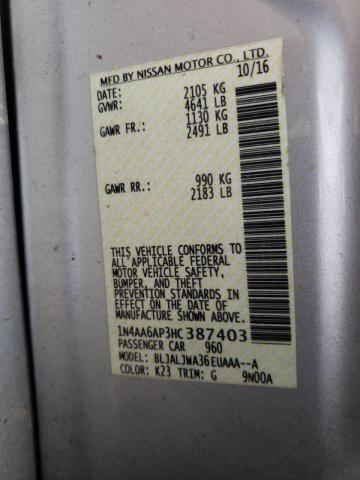 MFD BY NISSAN MOTOR CO., LTD.
10/16
DATE: 2105 KG
GVWR: 4641 LB
1130 KG
GAWR FR.: 2491 LB
990 KG
GAWR RR.: 2183 LB
THIS VEHICLE CONFORMS TO
ALL APPLICABLE FEDERAL
MOTOR VEHICLE SAFETY,
BUMPER, AND THEFT
PREVENTION STANDARDS IN
EFFECT ON THE DATE OF
MANUFACTURE SHOWN ABOVE.
1N4AA6AP3HC387403
PASSENGER CAR 960
MODEL: BLJALJWA36EUAAA--A
COLOR: K23 TRIM: G 9N00A